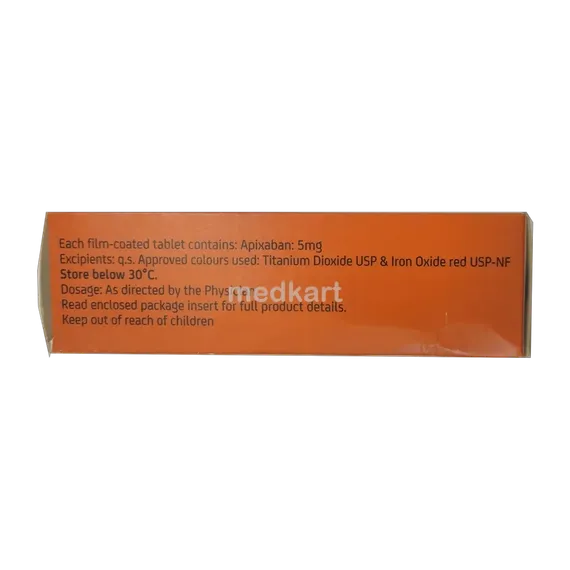 Each film-coated tablet contains: Apixaban: 5mg
Excipients: q.s. Approved colours used: Titanium Dioxide USP & Iron Oxide red USP-NF
Store below 30°C.
Dosage: As directed by the Physician
medkart
Read enclosed package insert for full product details.
Keep out of reach of children